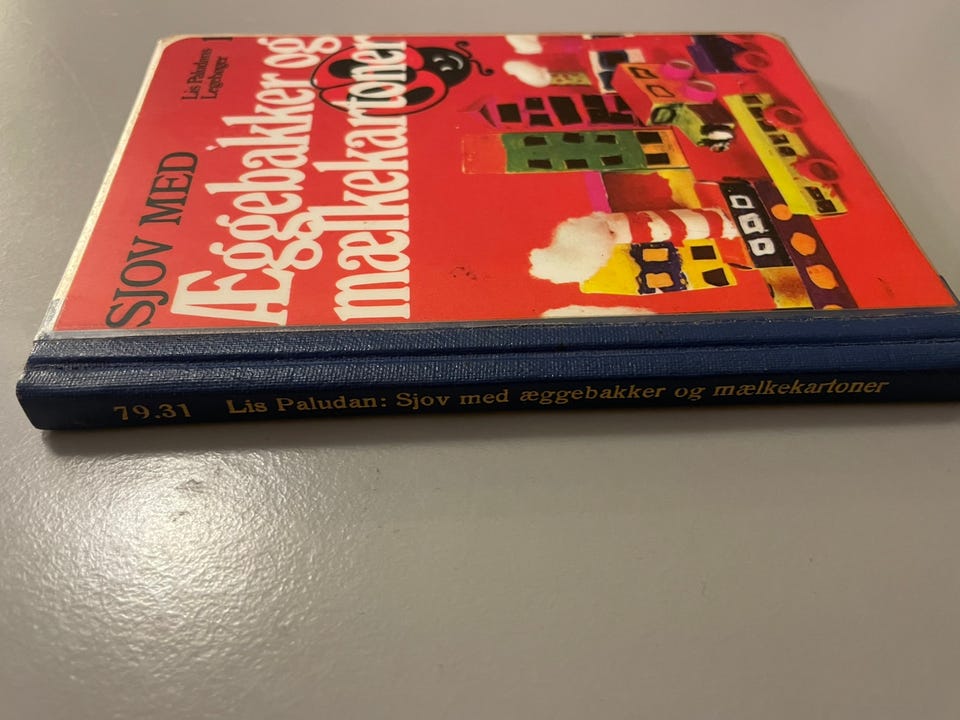 Lis Paludans
Legebøger
1
SJOV MED
Æggebakker og
mælkekartoner
79.31 Lis Paludan: Sjov med æggebakker og mælkekartoner